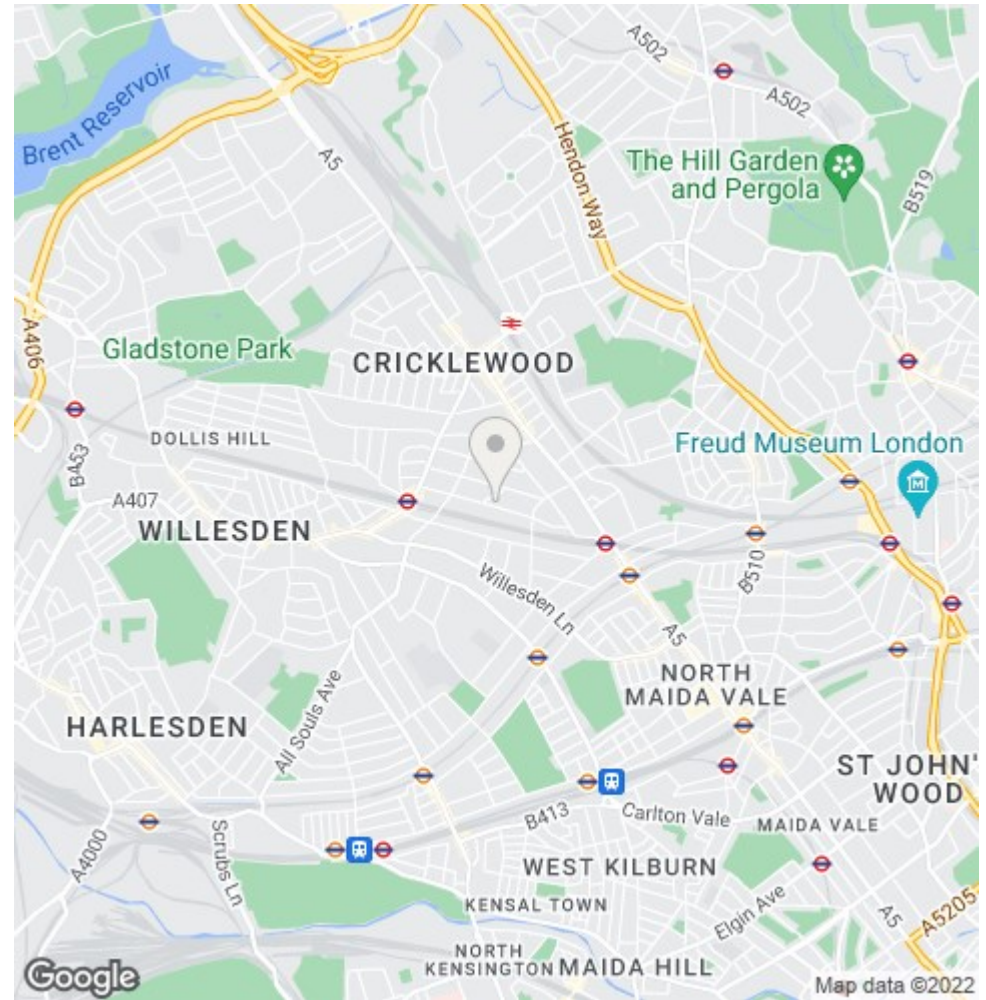 A502
A502
Brent Reservoir
A5
Hendon Way
The Hill Garden
and Pergola
B519
A406
Gladstone Park
CRICKLEWOOD
DOLLIS HILL
B453
Freud Museum London
M
A407
WILLESDEN
Willesden Ln
B510
A5
NORTH
MAIDA VALE
All Souls Ave
HARLESDEN
ST JOHN'
WOOD
B413
Carlton Vale
MAIDA VALE
A4000
Scrubs Ln
WEST KILBURN
KENSAL TOWN
Elgin Ave
A5
A5205
NORTH
KENSINGTON
MAIDA HILL
Google
Map data ©2022